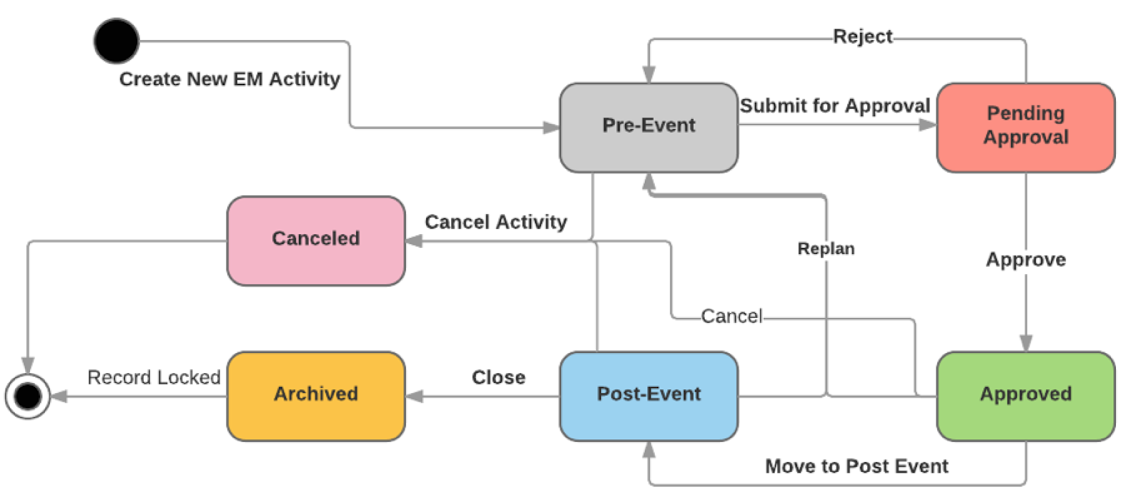 Reject
Create New EM Activity
Pre-Event
Submit for Approval
Pending
Approval
Canceled
Cancel Activity
Replan
Approve
Cancel
Record Locked
Archived
Close
Post-Event
Approved
Move to Post Event